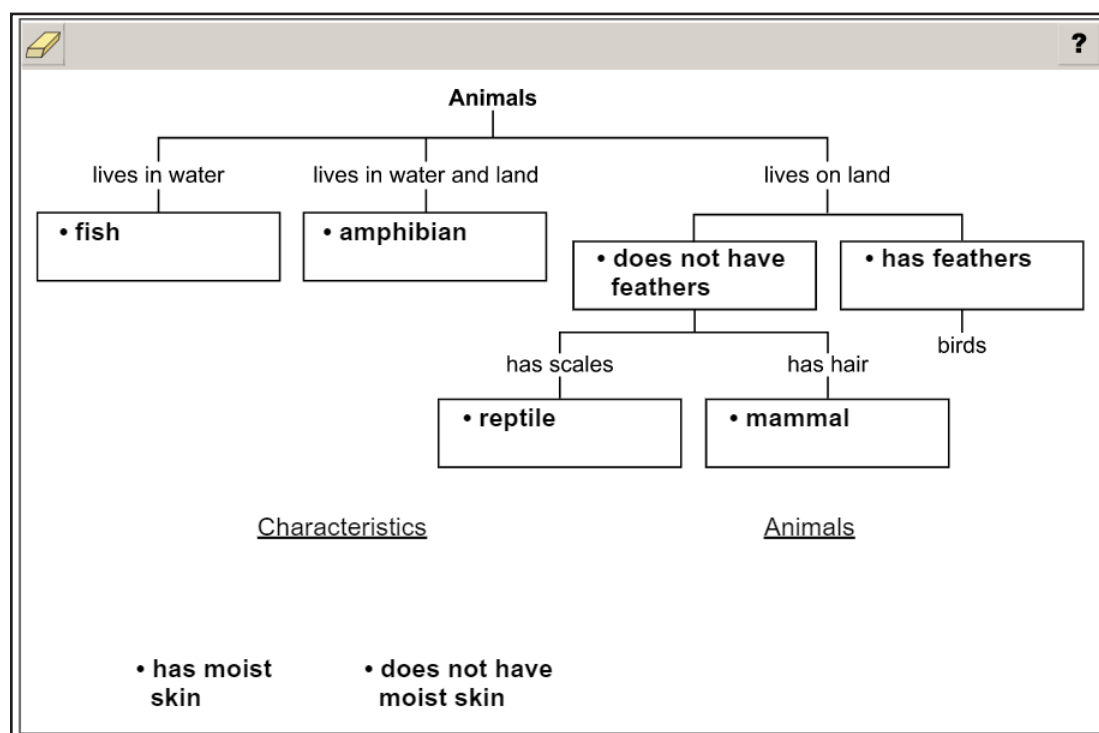 ?
Animals
lives in water
lives in water and land
lives on land
• fish
• amphibian
• does not have
feathers
• has feathers
birds
has scales
has hair
• reptile
• mammal
Characteristics
Animals
• has moist
skin
• does not have
moist skin